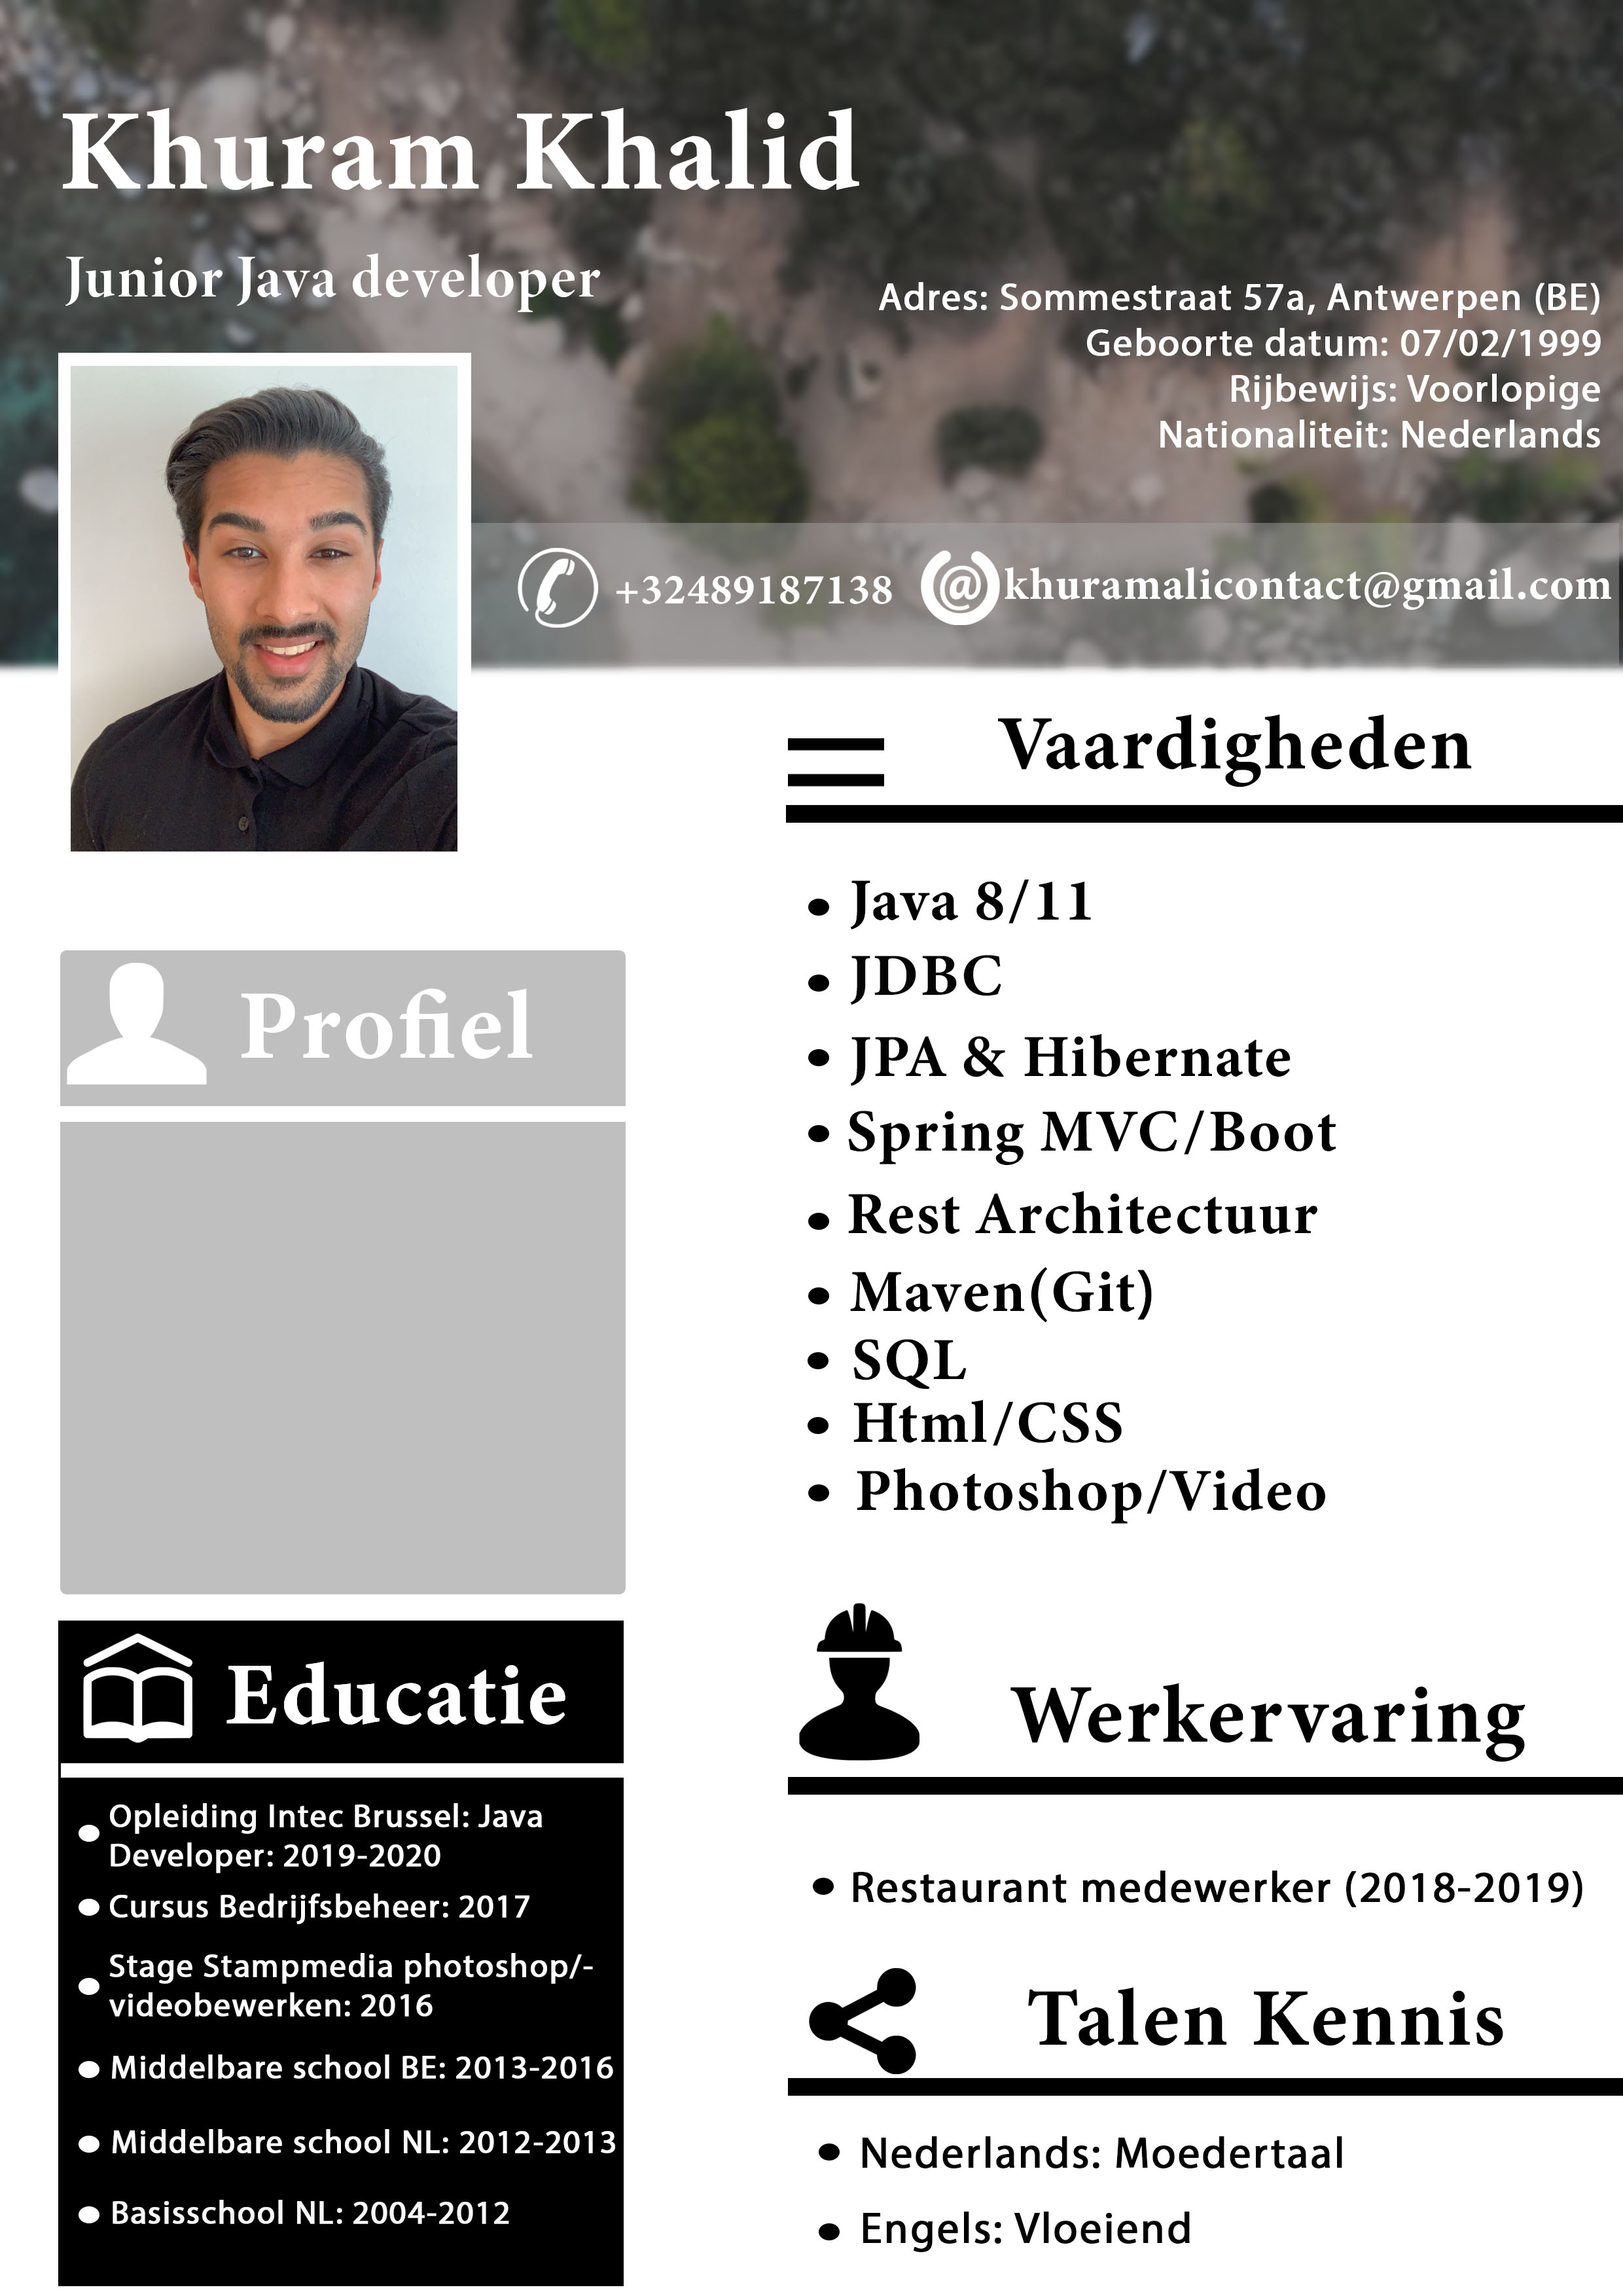 Khuram Khalid
Junior Java developer
Adres: Sommestraat 57a, Antwerpen (BE)
Geboorte datum: 07/02/1999
Rijbewijs: Voorlopige
Nationaliteit: Nederlands
+32489187138
@khuramalicontact@gmail.com
Vaardigheden
Java 8/11
JDBC
JPA & Hibernate
Spring MVC/Boot
Rest Architectuur
Maven(Git)
SQL
Html/CSS
Photoshop/Video
Profiel
Educatie
Opleiding Intec Brussel: Java
Developer: 2019-2020
Cursus Bedrijfsbeheer: 2017
Stage Stampmedia photoshop/-
videobewerken: 2016
Middelbare school BE: 2013-2016
Middelbare school NL: 2012-2013
Basisschool NL: 2004-2012
Werkervaring
Restaurant medewerker (2018-2019)
Talen Kennis
Nederlands: Moedertaal
Engels: Vloeiend